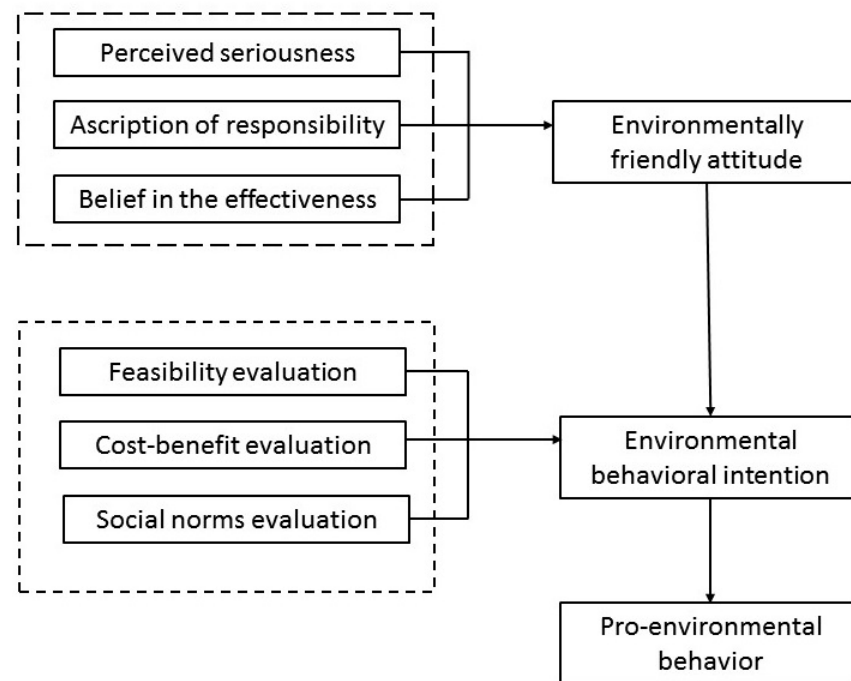 Perceived seriousness
Ascription of responsibility
Belief in the effectiveness
Environmentally
friendly attitude
Feasibility evaluation
Cost-benefit evaluation
Social norms evaluation
Environmental
behavioral intention
Pro-environmental
behavior